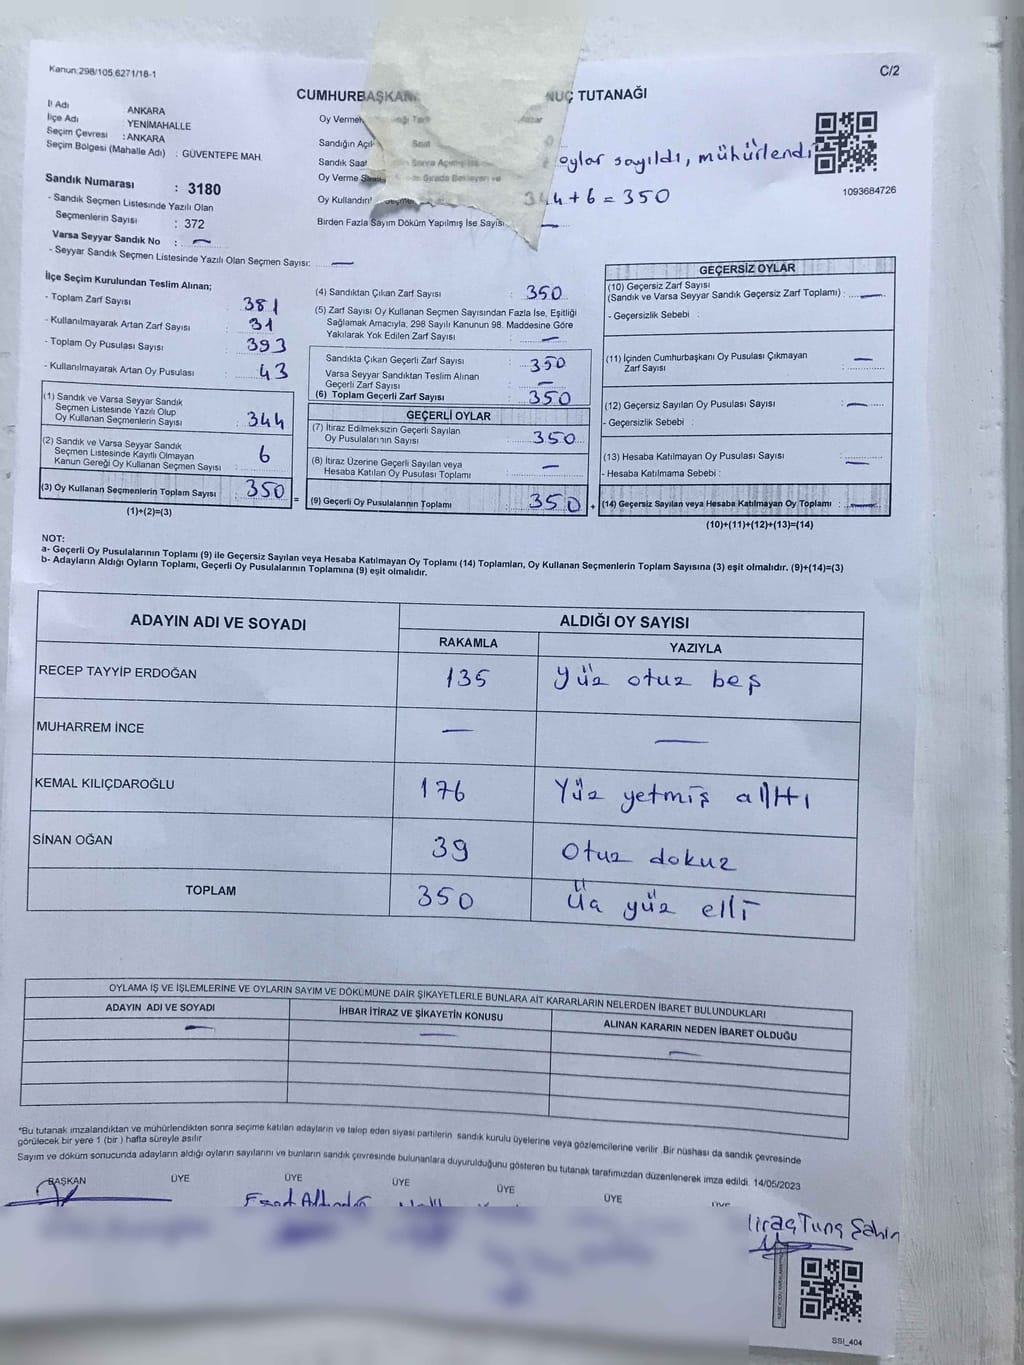 Kanun:298/105,6271/18-1
C/2
CUMHURBAŞKANI NUÇ TUTANAĞI
İl Adı ANKARA
İlçe Adı YENİMAHALLE
Seçim Çevresi : ANKARA
Seçim Bölgesi (Mahalle Adı) : GÜVENTEPE MAH.
Sandık Numarası : 3180
- Sandık Seçmen Listesinde Yazılı Olan
Seçmenlerin Sayısı : 372
Varsa Seyyar Sandık No : —
- Seyyar Sandık Seçmen Listesinde Yazılı Olan Seçmen Sayısı: —
Oy Verme
Sandığın Açıl
Sandık Saat
Oy Verme
Oy Kullandırıl
Birden Fazla Sayım Döküm Yapılmış İse Sayısı —
oylar sayıldı, mühürlendi
344+6=350
1093684726
İlçe Seçim Kurulundan Teslim Alınan;
- Toplam Zarf Sayısı : 381
- Kullanılmayarak Artan Zarf Sayısı : 31
- Toplam Oy Pusulası Sayısı : 393
- Kullanılmayarak Artan Oy Pusulası : 43
(1) Sandık ve Varsa Seyyar Sandık
Seçmen Listesinde Yazılı Olup
Oy Kullanan Seçmenlerin Sayısı : 344
(2) Sandık ve Varsa Seyyar Sandık
Seçmen Listesinde Kayıtlı Olmayan
Kanun Gereği Oy Kullanan Seçmen Sayısı : 6
(3) Oy Kullanan Seçmenlerin Toplam Sayısı : 350 =
(1)+(2)=(3)
(4) Sandıktan Çıkan Zarf Sayısı : 350
(5) Zarf Sayısı Oy Kullanan Seçmen Sayısından Fazla İse, Eşitliği
Sağlamak Amacıyla, 298 Sayılı Kanunun 98. Maddesine Göre
Yakılarak Yok Edilen Zarf Sayısı : —
Sandıkta Çıkan Geçerli Zarf Sayısı : 350
Varsa Seyyar Sandıktan Teslim Alınan
Geçerli Zarf Sayısı : —
(6) Toplam Geçerli Zarf Sayısı : 350
GEÇERLİ OYLAR
(7) İtiraz Edilmeksizin Geçerli Sayılan
Oy Pusulalarının Sayısı : 350
(8) İtiraz Üzerine Geçerli Sayılan veya
Hesaba Katılan Oy Pusulası Toplamı : —
(9) Geçerli Oy Pusulalarının Toplamı : 350 +
GEÇERSİZ OYLAR
(10) Geçersiz Zarf Sayısı
(Sandık ve Varsa Seyyar Sandık Geçersiz Zarf Toplamı) : —
- Geçersizlik Sebebi :
(11) İçinden Cumhurbaşkanı Oy Pusulası Çıkmayan
Zarf Sayısı : —
(12) Geçersiz Sayılan Oy Pusulası Sayısı : —
- Geçersizlik Sebebi :
(13) Hesaba Katılmayan Oy Pusulası Sayısı : —
- Hesaba Katılmama Sebebi :
(14) Geçersiz Sayılan veya Hesaba Katılmayan Oy Toplamı : —
(10)+(11)+(12)+(13)=(14)
NOT:
a- Geçerli Oy Pusulalarının Toplamı (9) ile Geçersiz Sayılan veya Hesaba Katılmayan Oy Toplamı (14) Toplamları, Oy Kullanan Seçmenlerin Toplam Sayısına (3) eşit olmalıdır. (9)+(14)=(3)
b- Adayların Aldığı Oyların Toplamı, Geçerli Oy Pusulalarının Toplamına (9) eşit olmalıdır.
ADAYIN ADI VE SOYADI ALDIĞI OY SAYISI
RAKAMLA YAZIYLA
RECEP TAYYİP ERDOĞAN 135 yüz otuz beş
MUHARREM İNCE — —
KEMAL KILIÇDAROĞLU 176 Yüz yetmiş altı
SİNAN OĞAN 39 Otuz dokuz
TOPLAM 350 Üç yüz elli
OYLAMA İŞ VE İŞLEMLERİNE VE OYLARIN SAYIM VE DÖKÜMÜNE DAİR ŞİKAYETLERLE BUNLARA AİT KARARLARIN NELERDEN İBARET BULUNDUKLARI
ADAYIN ADI VE SOYADI İHBAR İTİRAZ VE ŞİKAYETİN KONUSU ALINAN KARARIN NEDEN İBARET OLDUĞU
— — —
*Bu tutanak imzalandıktan ve mühürlendikten sonra seçime katılan adayların ve talep eden siyasi partilerin sandık kurulu üyelerine veya gözlemcilerine verilir .Bir nüshası da sandık çevresinde
görülecek bir yere 1 (bir ) hafta süreyle asılır
Sayım ve döküm sonucunda adayların aldığı oyların sayılarını ve bunların sandık çevresinde bulunanlara duyurulduğunu gösteren bu tutanak tarafımızdan düzenlenerek imza edildi. 14/05/2023
BAŞKAN ÜYE ÜYE ÜYE ÜYE ÜYE ÜYE
Tunç Şahin
SSI_404